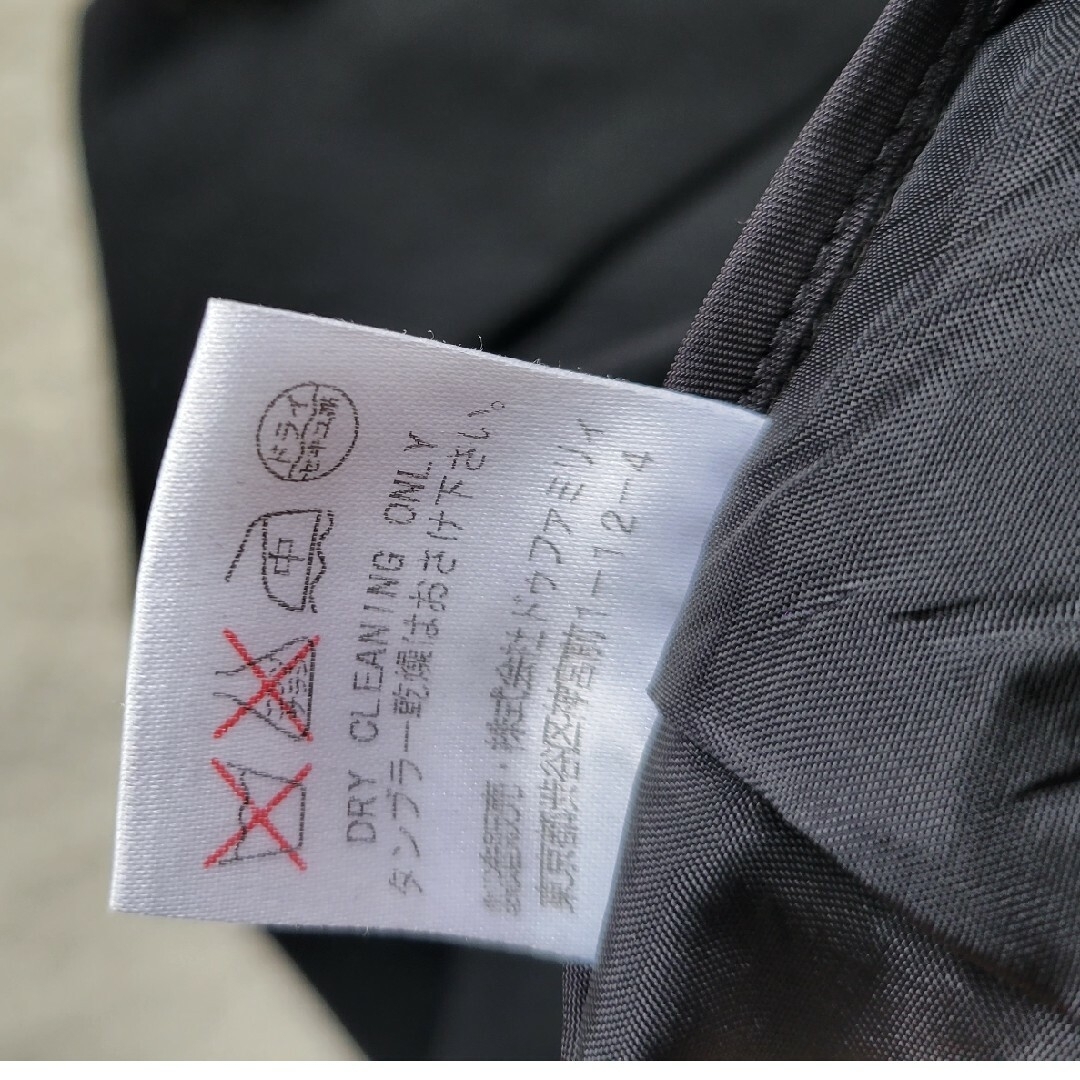 中
ドライ
セキユ系
DRY CLEANING ONLY
タンブラー乾燥はおさけ下さい。
製造販売・株式会社ドゥファミリィ
東京都渋谷区神宮前1-12-4